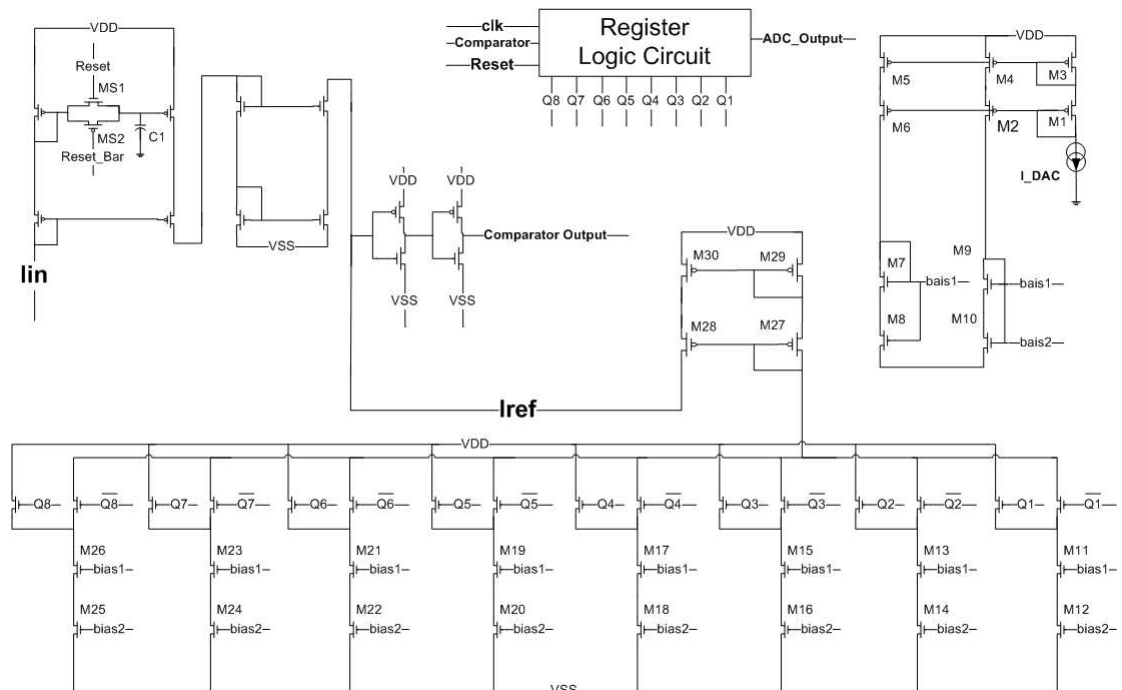 VDD
Reset
MS1
MS2
C1
Reset_Bar
Iin
VSS
clk
Comparator
Reset
Register
Logic Circuit
ADC_Output
Q8 Q7 Q6 Q5 Q4 Q3 Q2 Q1
VDD VDD
Comparator Output
VSS VSS
VDD
M30 M29
M28 M27
Iref
VDD
M5 M4 M3
M6 M2 M1
I_DAC
M7 M9
bais1 bais1
M8 M10
bais2
VDD
Q8 Q8 Q7 Q7 Q6 Q6 Q5 Q5 Q4 Q4 Q3 Q3 Q2 Q2 Q1 Q1
M26 M23 M21 M19 M17 M15 M13 M11
bias1 bias1 bias1 bias1 bias1 bias1 bias1 bias1
M25 M24 M22 M20 M18 M16 M14 M12
bias2 bias2 bias2 bias2 bias2 bias2 bias2 bias2
VSS